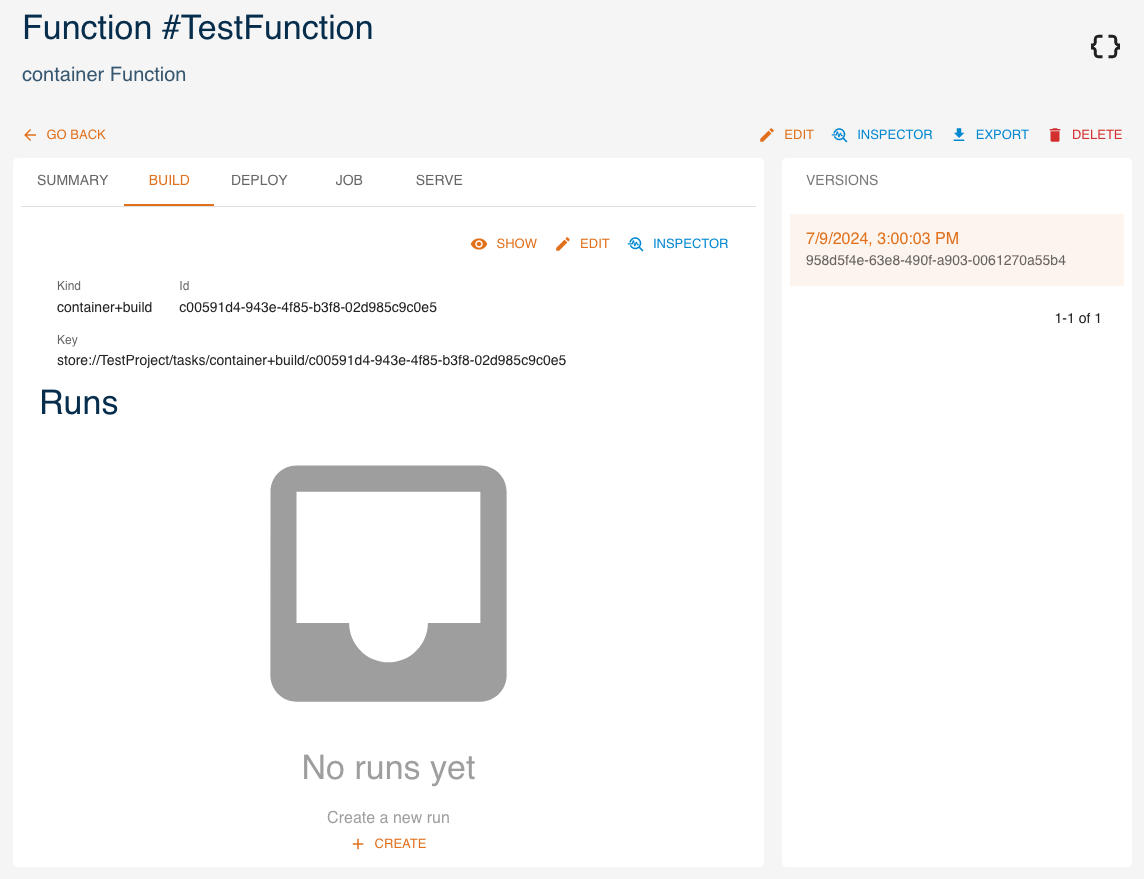 Function #TestFunction
container Function
GO BACK
EDIT INSPECTOR EXPORT DELETE
SUMMARY BUILD DEPLOY JOB SERVE
SHOW EDIT INSPECTOR
Kind Id
container+build c00591d4-943e-4f85-b3f8-02d985c9c0e5
Key
store://TestProject/tasks/container+build/c00591d4-943e-4f85-b3f8-02d985c9c0e5
Runs
No runs yet
Create a new run
CREATE
VERSIONS
7/9/2024, 3:00:03 PM
958d5f4e-63e8-490f-a903-0061270a55b4
1-1 of 1